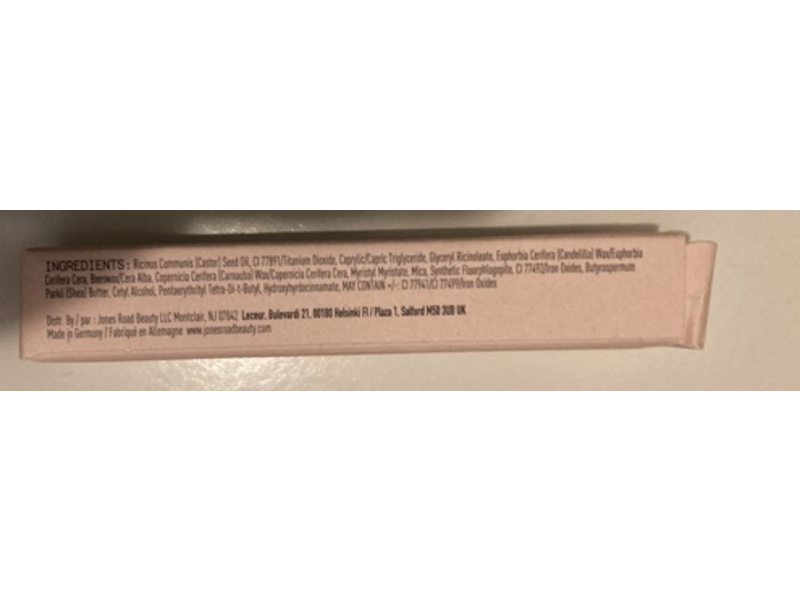 INGREDIENTS: Ricinus Communis (Castor) Seed Oil, CI 77891/Titanium Dioxide, Caprylic/Capric Triglyceride, Glyceryl Ricinoleate, Euphorbia Cerifera (Candelilla) Wax/Euphorbia
Cerifera Cera, Beeswax/Cera Alba, Copernicia Cerifera (Carnauba) Wax/Copernicia Cerifera Cera, Myristyl Myristate, Mica, Synthetic Fluorphlogopite, CI 77492/Iron Oxides, Butyrospermum
Parkii (Shea) Butter, Cetyl Alcohol, Pentaerythrityl Tetra-Di-t-Butyl, Hydroxyhyrdocinnamate, MAY CONTAIN +/-: CI 77941/CI 77499/Iron Oxides
Distr. By / par : Jones Road Beauty LLC Montclair, NJ 07042 Leceur, Bulevardi 21, 00180 Helsinki FI / Plaza 1, Salford M50 3UB UK
Made in Germany / Fabriqué en Allemagne www.jonesroadbeauty.com